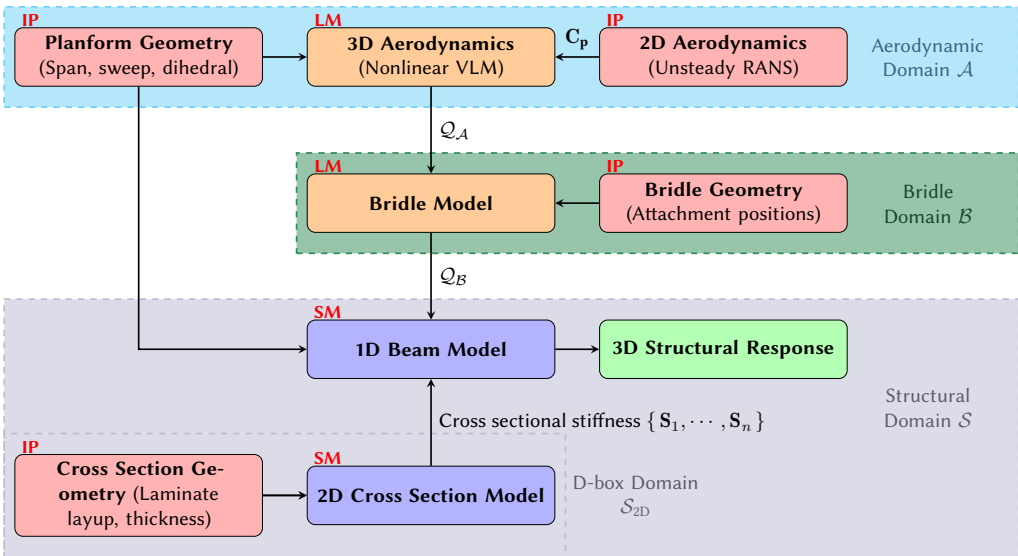 IP
LM
IP
Planform Geometry
(Span, sweep, dihedral)
3D Aerodynamics
(Nonlinear VLM)
C_p
2D Aerodynamics
(Unsteady RANS)
Aerodynamic
Domain 𝒜
𝒬_𝒜
LM
IP
Bridle Model
Bridle Geometry
(Attachment positions)
Bridle
Domain ℬ
𝒬_ℬ
SM
1D Beam Model
3D Structural Response
Structural
Domain 𝒮
Cross sectional stiffness { S₁, ⋯ , Sₙ }
IP
SM
Cross Section Ge-
ometry (Laminate
layup, thickness)
2D Cross Section Model
D-box Domain
𝒮_2D